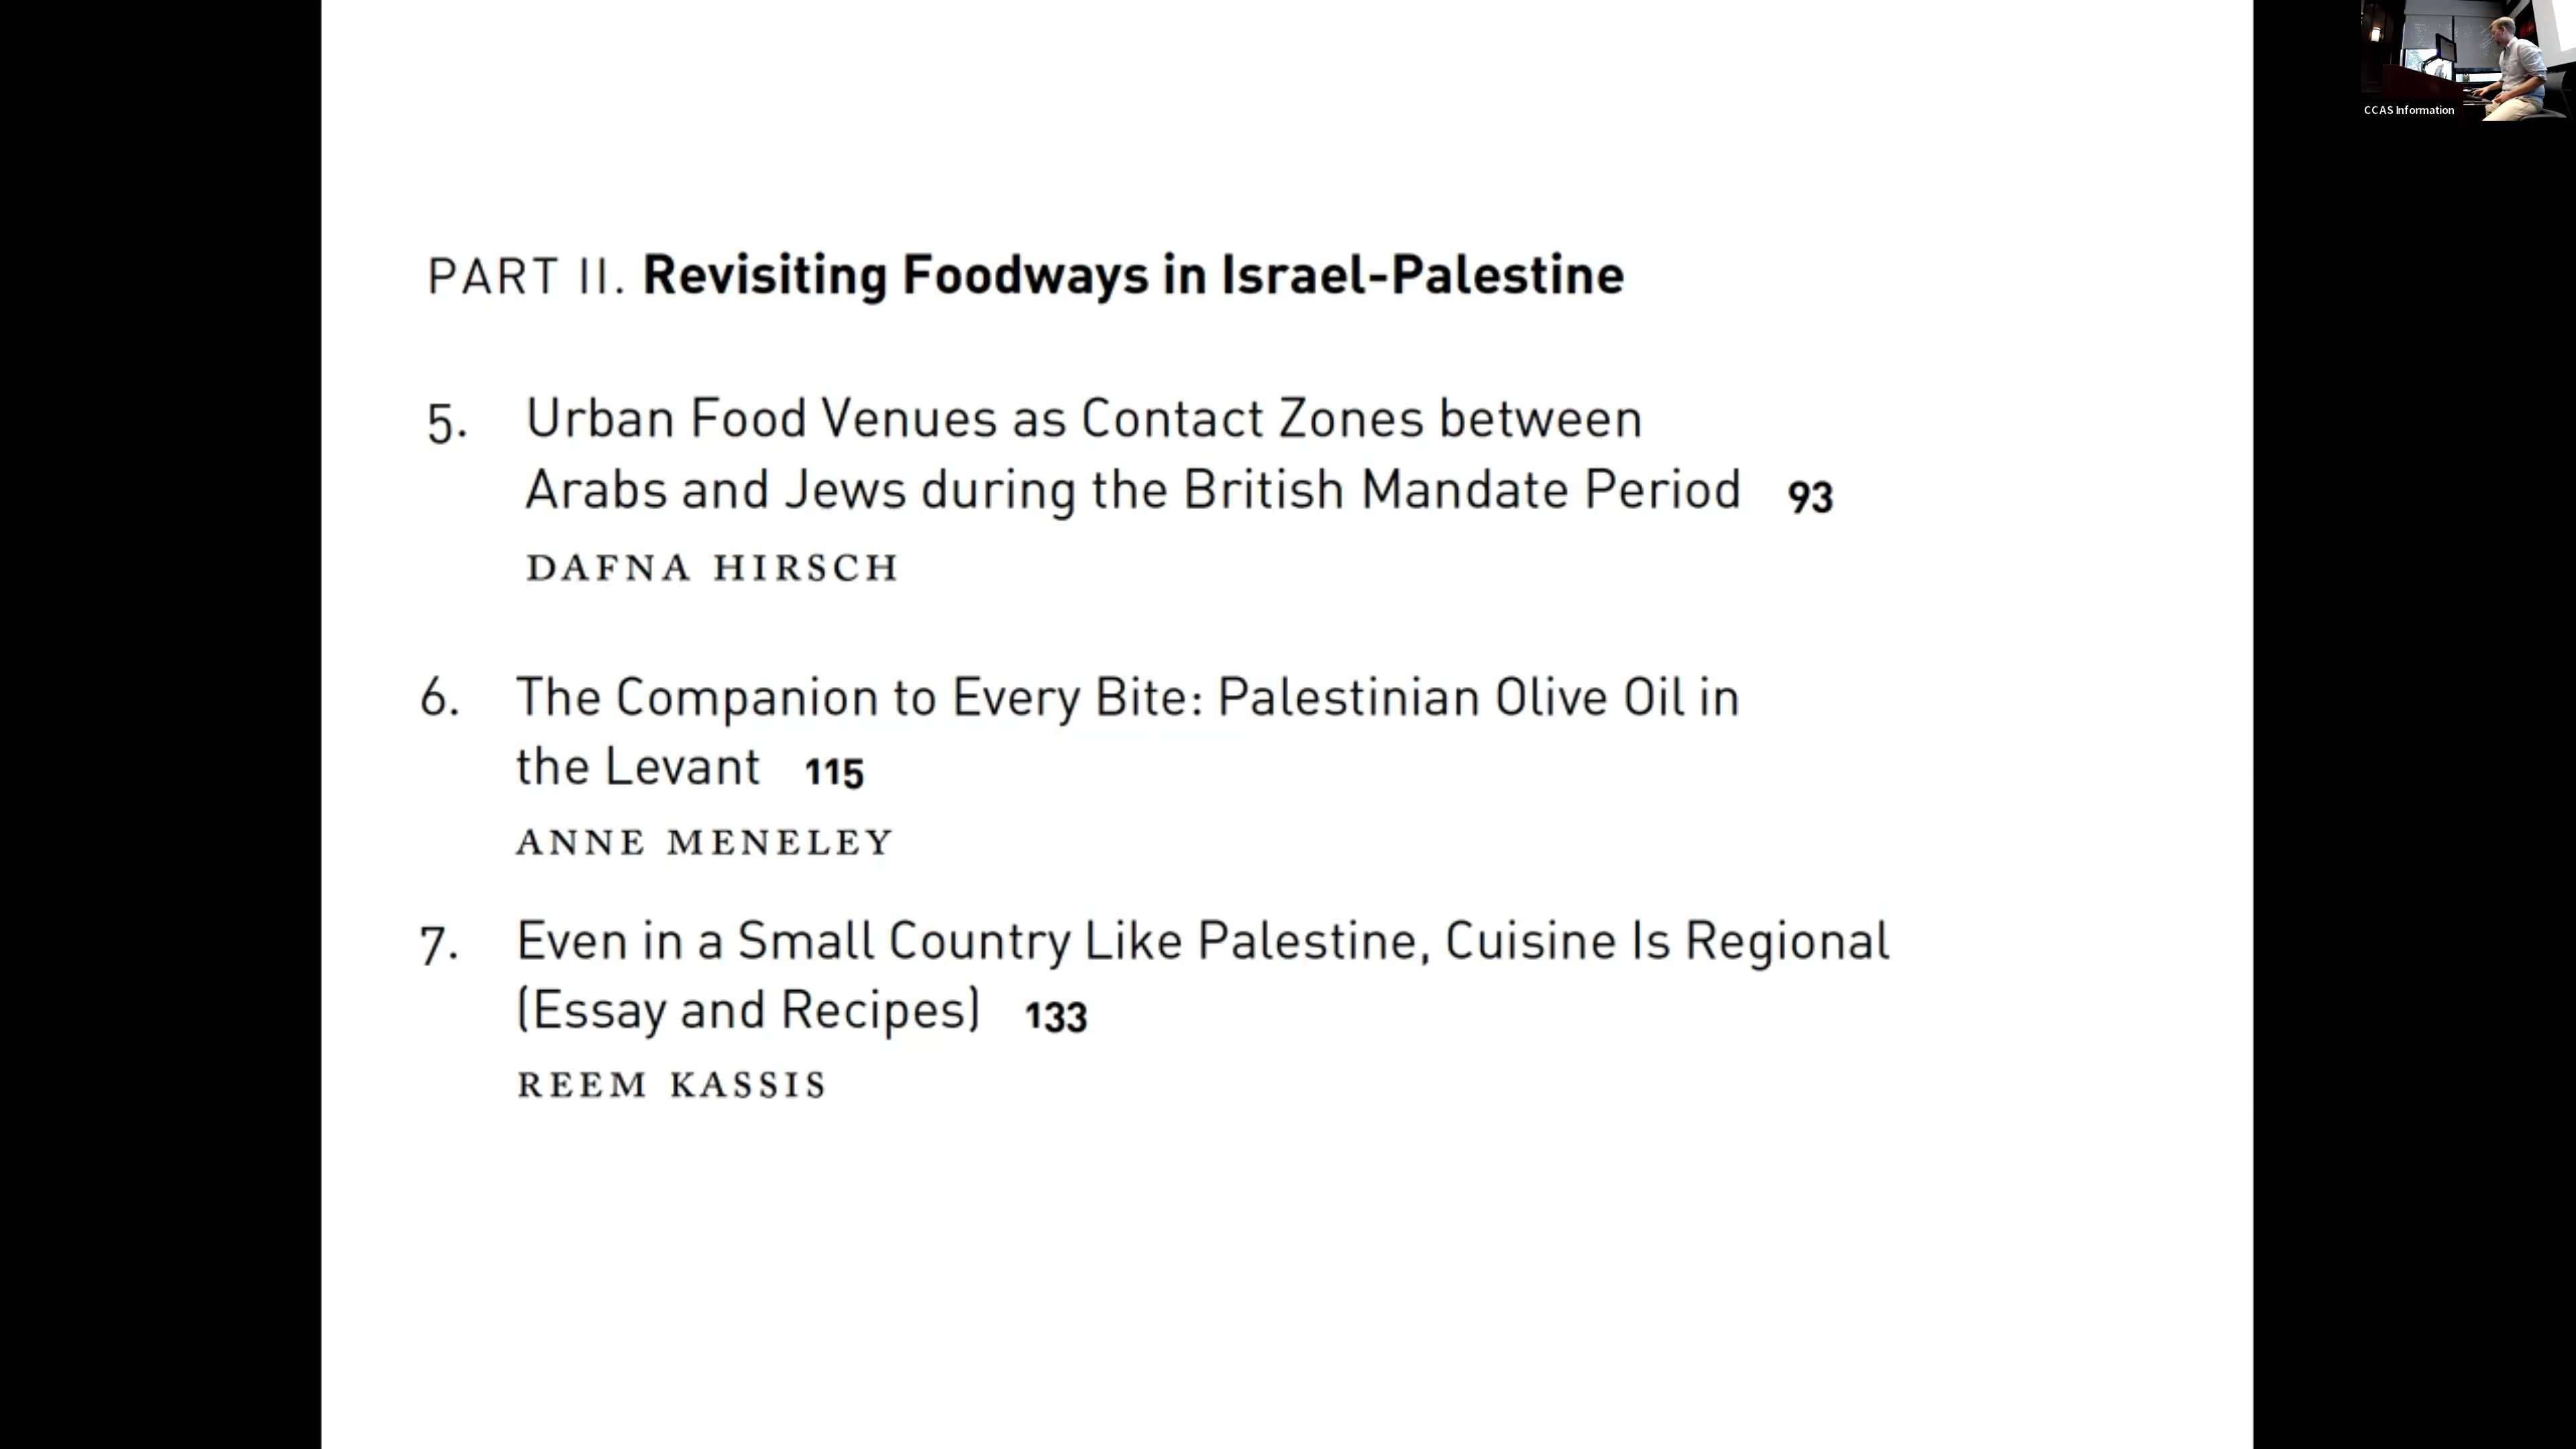 CCAS Information
PART II. Revisiting Foodways in Israel-Palestine
5. Urban Food Venues as Contact Zones between
Arabs and Jews during the British Mandate Period 93
DAFNA HIRSCH
6. The Companion to Every Bite: Palestinian Olive Oil in
the Levant 115
ANNE MENELEY
7. Even in a Small Country Like Palestine, Cuisine Is Regional
(Essay and Recipes) 133
REEM KASSIS